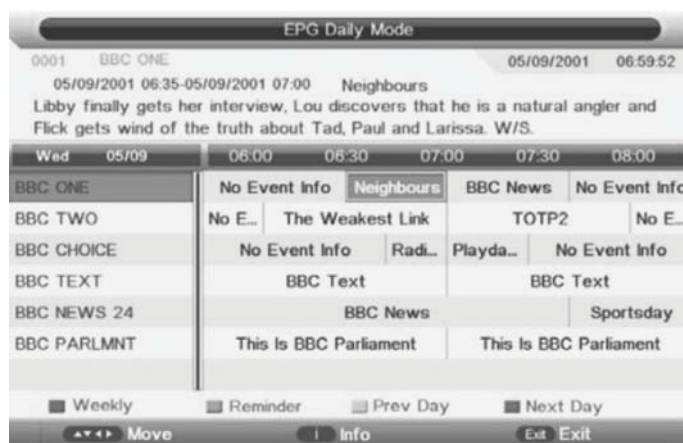 EPG Daily Mode
0001 BBC ONE 05/09/2001 06:59:52
05/09/2001 06:35-05/09/2001 07:00 Neighbours
Libby finally gets her interview, Lou discovers that he is a natural angler and
Flick gets wind of the truth about Tad, Paul and Larissa. W/S.
Wed 05/09 06:00 06:30 07:00 07:30 08:00
BBC ONE No Event Info Neighbours BBC News No Event Info
BBC TWO No E... The Weakest Link TOTP2 No E...
BBC CHOICE No Event Info Radi... Playda... No Event Info
BBC TEXT BBC Text BBC Text
BBC NEWS 24 BBC News Sportsday
BBC PARLMNT This Is BBC Parliament This Is BBC Parliament
Weekly Reminder Prev Day Next Day
Move i Info Exit Exit